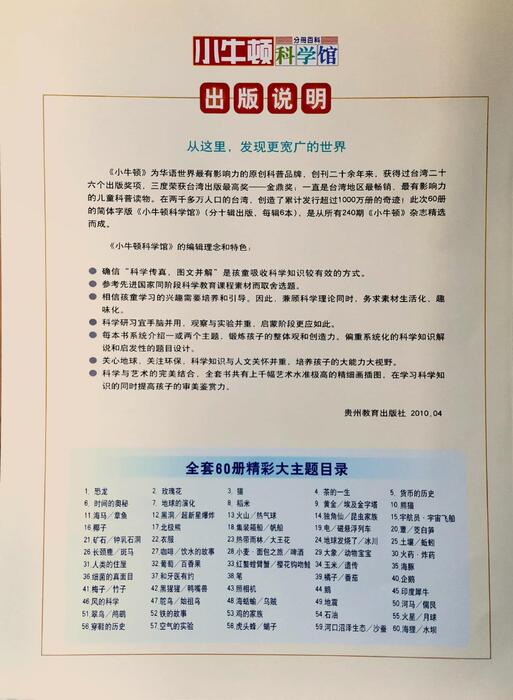 小牛顿
分册百科
科学馆
出版说明
从这里，发现更宽广的世界
《小牛顿》为华语世界最有影响力的原创科普品牌，创刊二十余年来，获得过台湾二十
六个出版奖项，三度荣获台湾出版最高奖——金鼎奖；一直是台湾地区最畅销、最有影响力
的儿童科普读物。在两千多万人口的台湾，创造了累计发行超过1000万册的奇迹！此次60册
的简体字版《小牛顿科学馆》（分十辑出版，每辑6本），是从所有240期《小牛顿》杂志精选
而成。
《小牛顿科学馆》的编辑理念和特色：
● 确信“科学传真，图文并解”是孩童吸收科学知识较有效的方式。
● 参考先进国家同阶段科学教育课程素材而取舍选题。
● 相信孩童学习的兴趣需要培养和引导。因此，兼顾科学理论同时，务求素材生活化、趣
味化。
● 科学研习宜手脑并用，观察与实验并重，启蒙阶段更应如此。
● 每本书系统介绍一或两个主题，锻炼孩子的整体观和创造力。偏重系统化的科学知识解
说和启发性的题目设计。
● 关心地球，关注环保，科学知识与人文关怀并重，培养孩子的大能力大视野。
● 科学与艺术的完美结合，全套书共有上千幅艺术水准极高的精细画插图，在学习科学知
识的同时提高孩子的审美鉴赏力。
贵州教育出版社 2010.04
全套60册精彩大主题目录
1. 恐龙 2. 玫瑰花 3. 猫 4. 茶的一生 5. 货币的历史
6. 时间的奥秘 7. 地球的演化 8. 稻米 9. 黄金／埃及金字塔 10. 熊猫
11. 海马／章鱼 12. 黑洞／超新星爆炸 13. 火山／热气球 14. 独角仙／昆虫家族 15. 宇航员·宇宙飞船
16. 椰子 17. 北极熊 18. 集装箱船／帆船 19. 电／磁悬浮列车 20. 蕈／茭白笋
21. 矿石／钟乳石洞 22. 衣服 23. 热带雨林／大王花 24. 地球发烧了／冰川 25. 土壤／蚯蚓
26. 长颈鹿／斑马 27. 咖啡／饮水的故事 28. 小麦·面包之旅／啤酒 29. 大象／动物宝宝 30. 火药·炸药
31. 人类的住屋 32. 葡萄／百香果 33. 红螯螳臂蟹／樱花钩吻鲑 34. 玉米／遗传 35. 海豚
36. 细菌的真面目 37. 和牙医有约 38. 笔 39. 橘子／番茄 40. 企鹅
41. 梅子／竹子 42. 黑猩猩／鸭嘴兽 43. 照相机 44. 鹅 45. 印度犀牛
46. 风的科学 47. 鸵鸟／始祖鸟 48. 海蛞蝓／乌贼 49. 地震 50. 河马／儒艮
51. 翠鸟／鸬鹚 52. 铁的故事 53. 鸡的家族 54. 石油 55. 火星／月球
56. 穿鞋的历史 57. 空气的实验 58. 虎头蜂／蝎子 59. 河口沼泽生态／沙蚕 60. 海狸／水坝